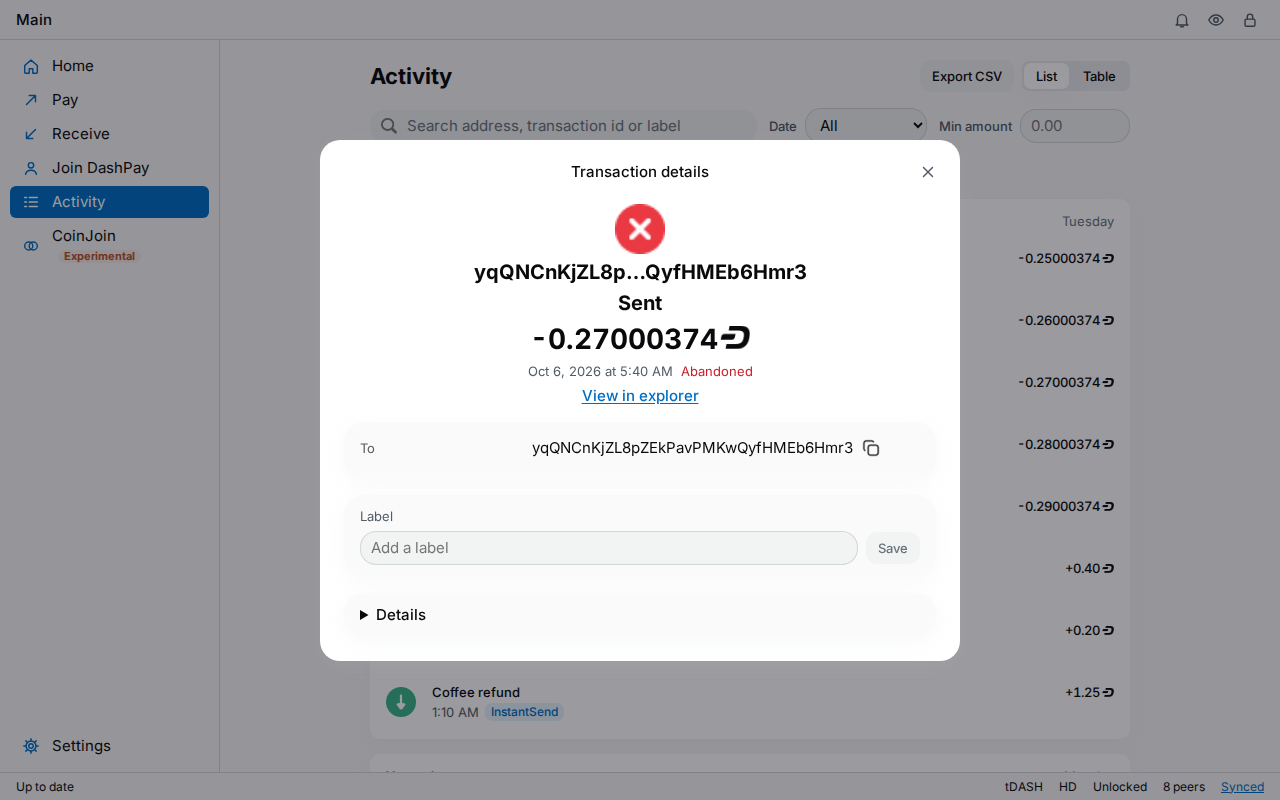 Main
Home
Pay
Receive
Join DashPay
Activity
CoinJoin
Experimental
Settings
Activity
Export CSV
List
Table
Search address, transaction id or label
Date
All
Min amount
0.00
Tuesday
-0.25000374
-0.26000374
-0.27000374
-0.28000374
-0.29000374
+0.40
+0.20
Coffee refund
+1.25
1:10 AM InstantSend
Transaction details
yqQNCnKjZL8p...QyfHMEb6Hmr3
Sent
-0.27000374
Oct 6, 2026 at 5:40 AM Abandoned
View in explorer
To
yqQNCnKjZL8pZEkPavPMKwQyfHMEb6Hmr3
Label
Add a label
Save
Details
Up to date
tDASH
HD
Unlocked
8 peers
Synced